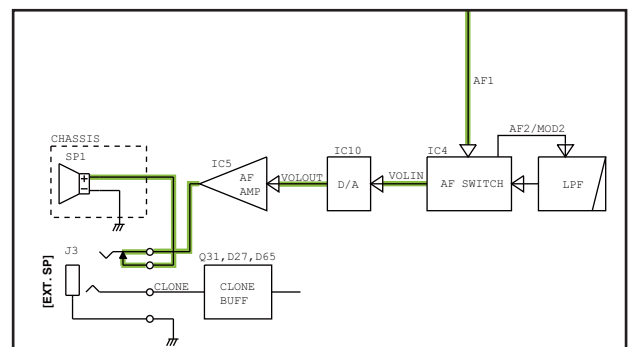 AF1
CHASSIS
SP1
+
−
IC5
AF
AMP
VOLOUT
IC10
D/A
VOLIN
IC4
AF SWITCH
AF2/MOD2
LPF
[EXT. SP]
J3
CLONE
Q31,D27,D65
CLONE
BUFF